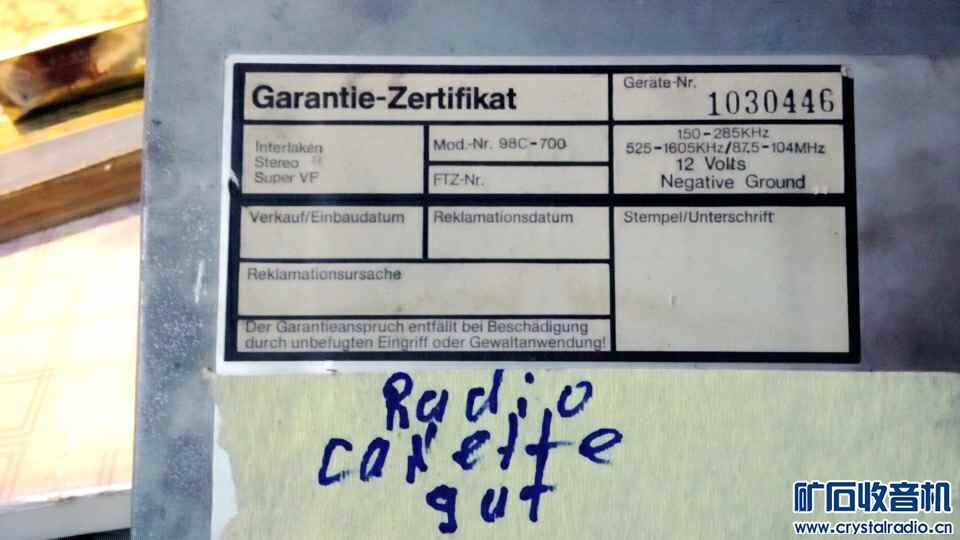 Garantie-Zertifikat
Geräte-Nr.
1030446
Interlaken
Stereo
Super VF
Mod.-Nr. 98C-700
FTZ-Nr.
150-285KHz
525-1605KHz/87,5-104MHz
12 Volts
Negative Ground
Verkauf/Einbaudatum
Reklamationsdatum
Stempel/Unterschrift
Reklamationsursache
Der Garantieanspruch entfällt bei Beschädigung
durch unbefugten Eingriff oder Gewaltanwendung!
Radio
gut
矿石收音机
www.crystalradio.cn